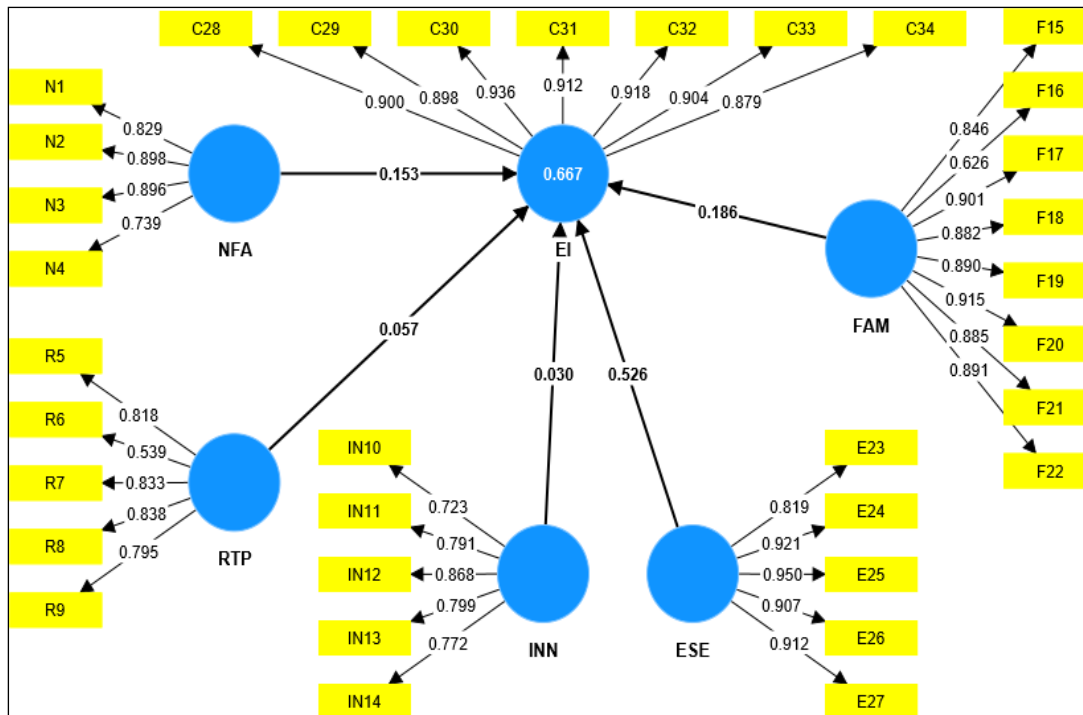 C28 C29 C30 C31 C32 C33 C34 F15
N1
N2
N3
N4
0.829
0.898
0.896
0.739
NFA
0.900
0.898
0.936
0.912
0.918
0.904
0.879
0.667
EI
0.153
0.186
0.057
0.030
0.526
F16
F17
F18
F19
F20
F21
F22
0.846
0.626
0.901
0.882
0.890
0.915
0.885
0.891
FAM
R5
R6
R7
R8
R9
0.818
0.539
0.833
0.838
0.795
RTP
IN10
IN11
IN12
IN13
IN14
0.723
0.791
0.868
0.799
0.772
INN
ESE
0.819
0.921
0.950
0.907
0.912
E23
E24
E25
E26
E27